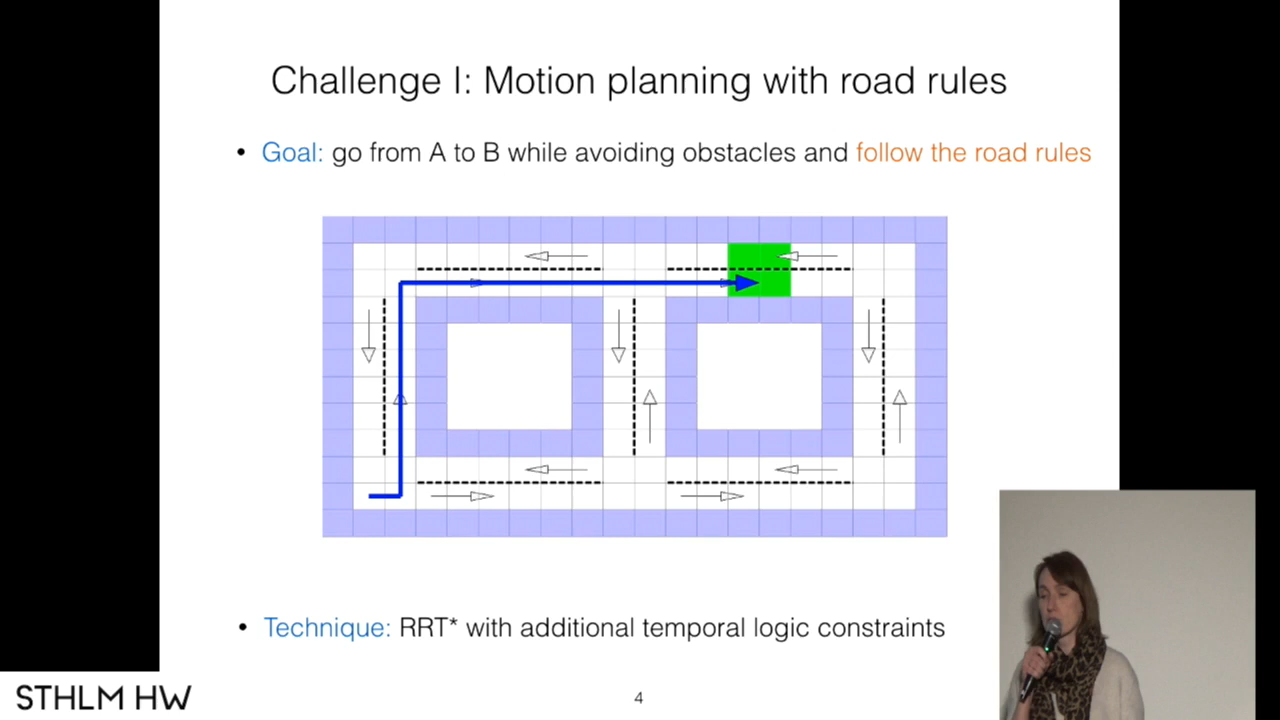 Challenge I: Motion planning with road rules
• Goal: go from A to B while avoiding obstacles and follow the road rules
• Technique: RRT* with additional temporal logic constraints
STHLM HW
4